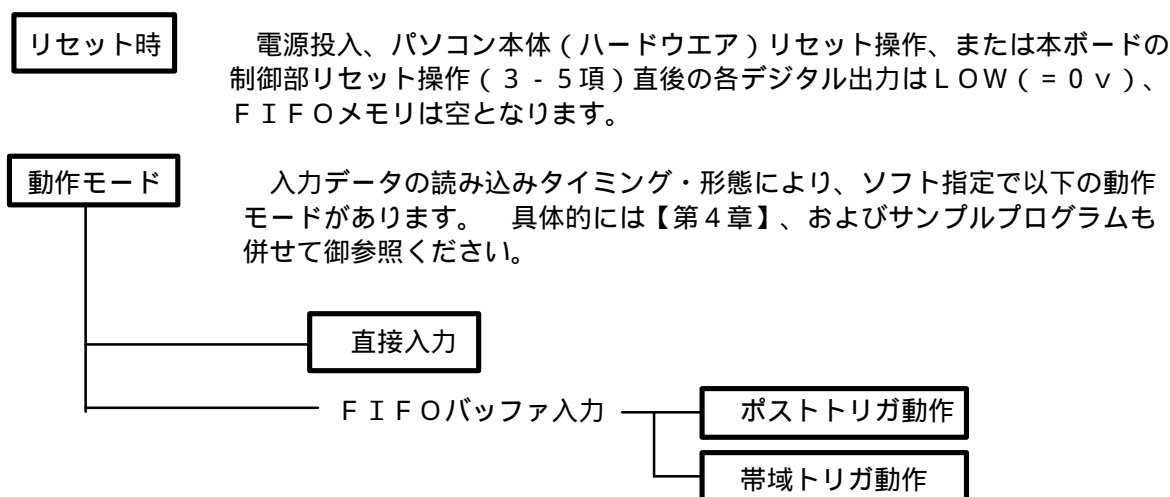 リセット時
電源投入、パソコン本体(ハードウエア)リセット操作、または本ボードの
制御部リセット操作(3-5項)直後の各デジタル出力はLOW(=0v)、
FIFOメモリは空となります。
動作モード
入力データの読み込みタイミング・形態により、ソフト指定で以下の動作
モードがあります。 具体的には【第4章】、およびサンプルプログラムも
併せて御参照ください。
直接入力
FIFOバッファ入力
ポストトリガ動作
帯域トリガ動作